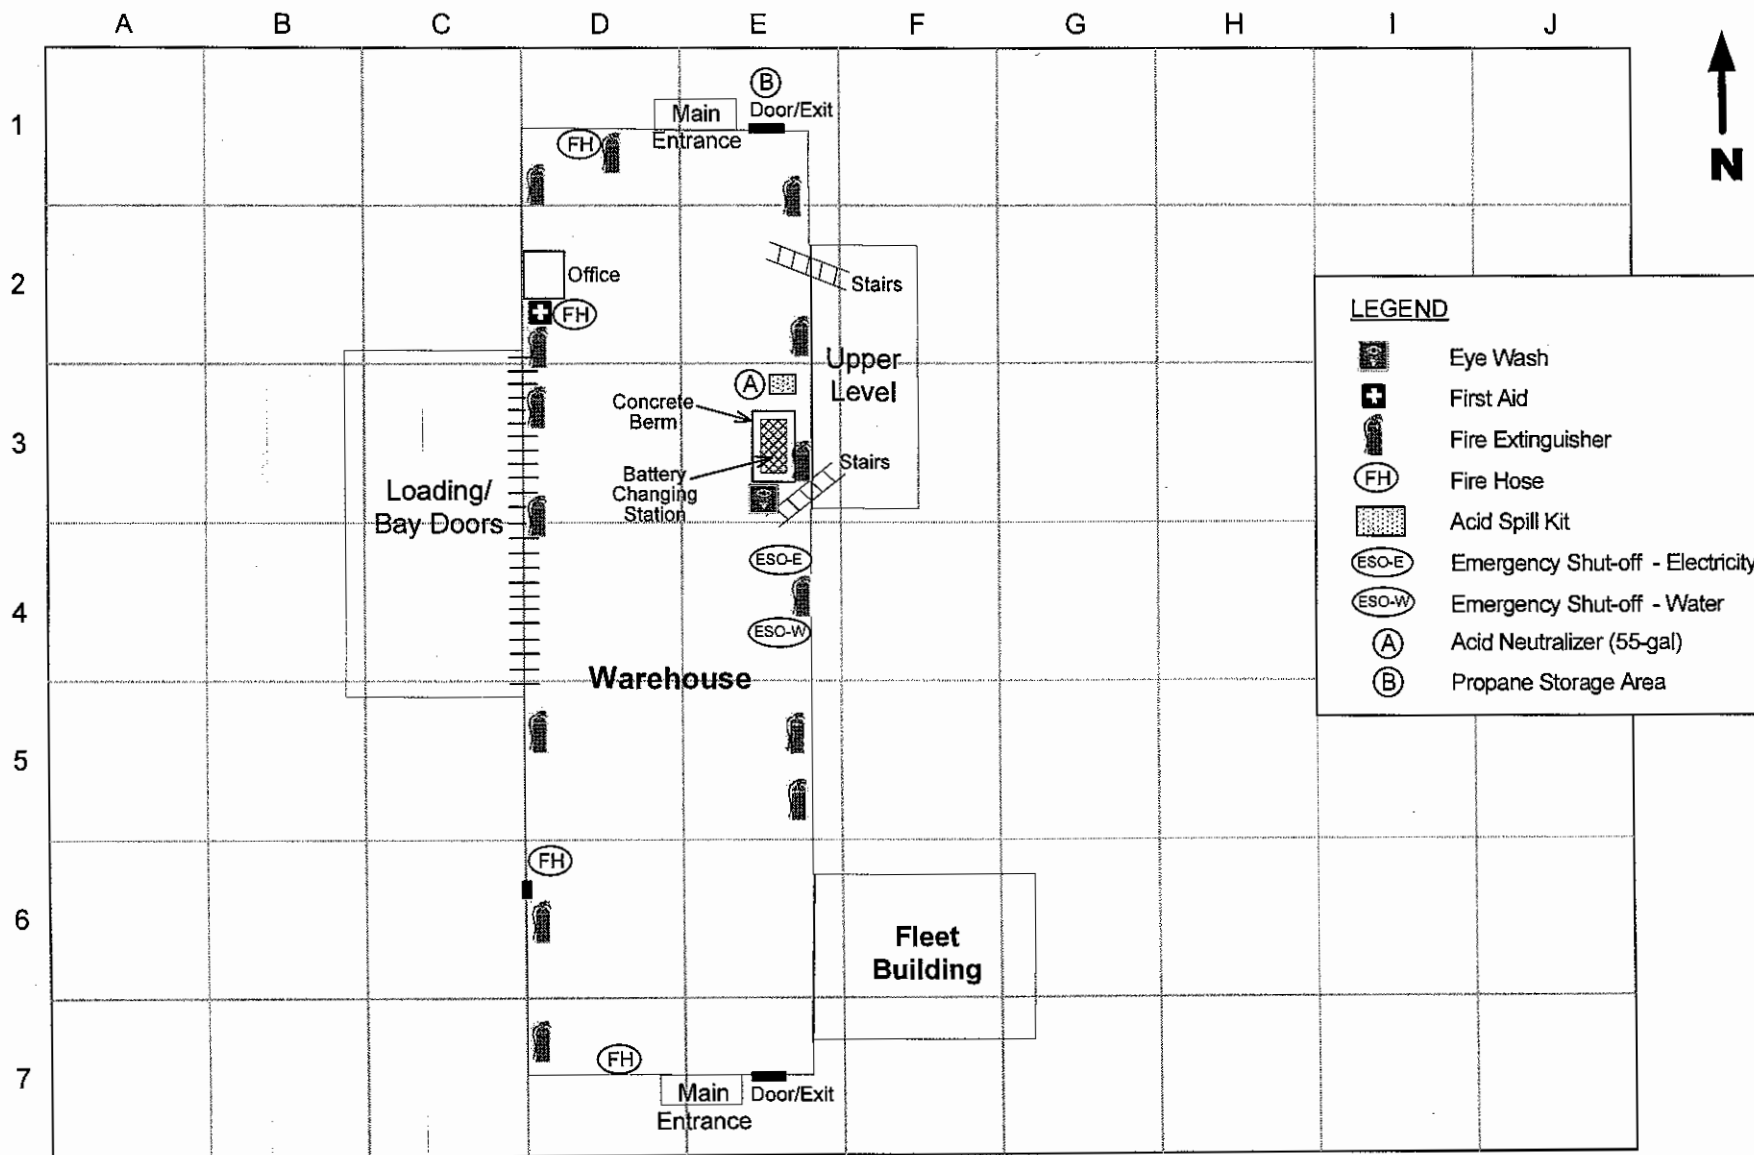 A B C D E F G H I J
1
2
3
4
5
6
7
N
B
Door/Exit
Main
Entrance
FH
Office
FH
Stairs
Upper
Level
A
Concrete
Berm
Battery
Changing
Station
Stairs
Loading/
Bay Doors
ESO-E
ESO-W
Warehouse
FH
Fleet
Building
FH
Main
Entrance
Door/Exit
LEGEND
Eye Wash
First Aid
Fire Extinguisher
FH Fire Hose
Acid Spill Kit
ESO-E Emergency Shut-off - Electricity
ESO-W Emergency Shut-off - Water
A Acid Neutralizer (55-gal)
B Propane Storage Area